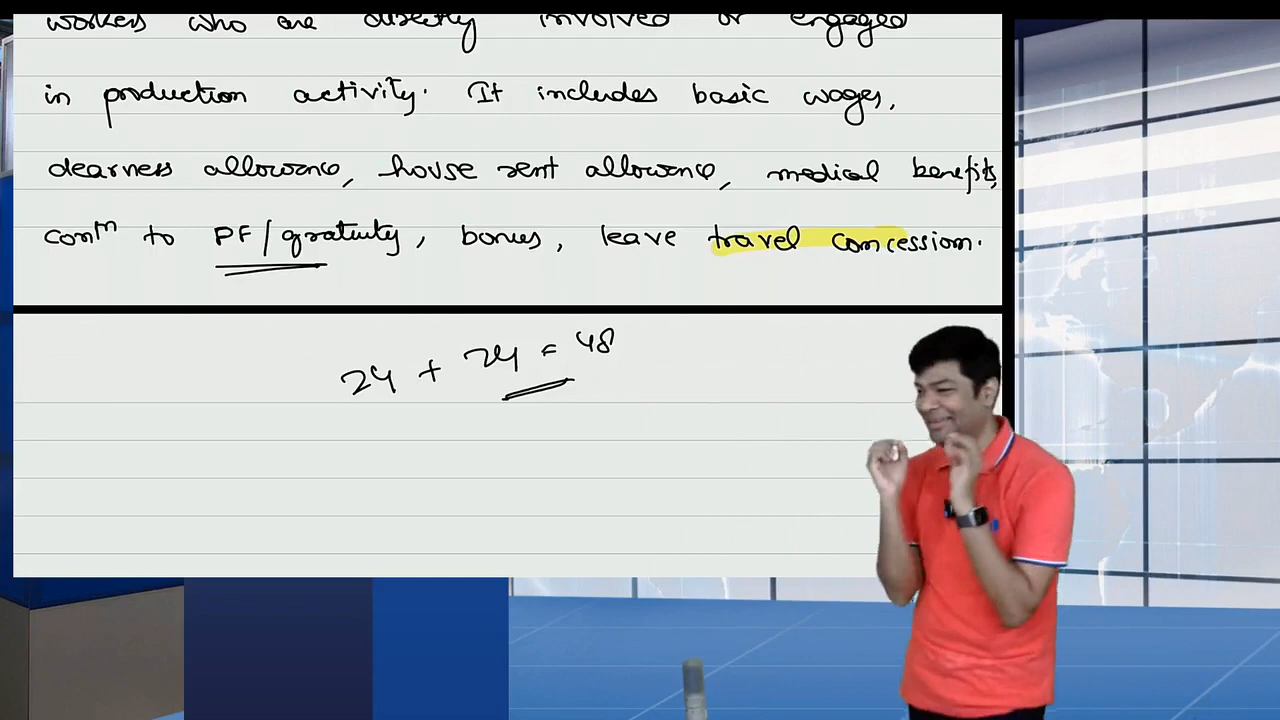 workers who are directly involved or engaged
in production activity. It includes basic wages,
dearness allowance, house rent allowance, medical benefits,
contn to PF/gratuity, bonus, leave travel concession.
24 + 24 = 48